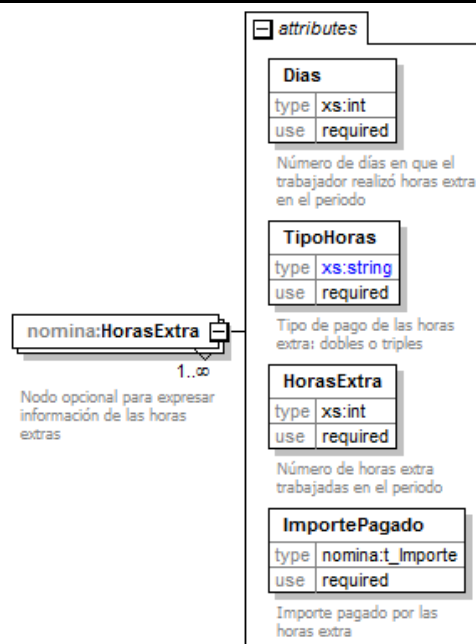 attributes
Dias
type xs:int
use required
Número de días en que el
trabajador realizó horas extra
en el periodo
TipoHoras
type xs:string
use required
Tipo de pago de las horas
extra: dobles o triples
nomina:HorasExtra
1..∞
Nodo opcional para expresar
información de las horas
extras
HorasExtra
type xs:int
use required
Número de horas extra
trabajadas en el periodo
ImportePagado
type nomina:t_Importe
use required
Importe pagado por las
horas extra